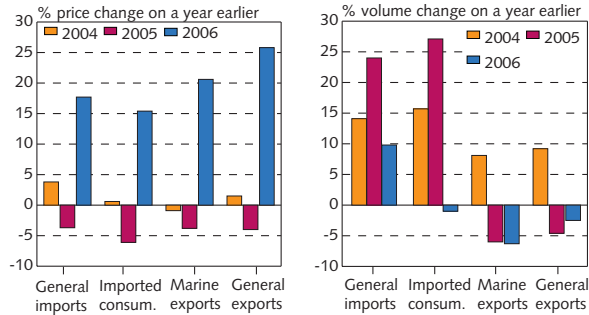 % price change on a year earlier
30
25
20
15
10
5
0
-5
-10
2004 2005 2006
General imports
Imported consum.
Marine exports
General exports
% volume change on a year earlier
30
25
20
15
10
5
0
-5
-10
2004 2005
2006
General imports
Imported consum.
Marine exports
General exports